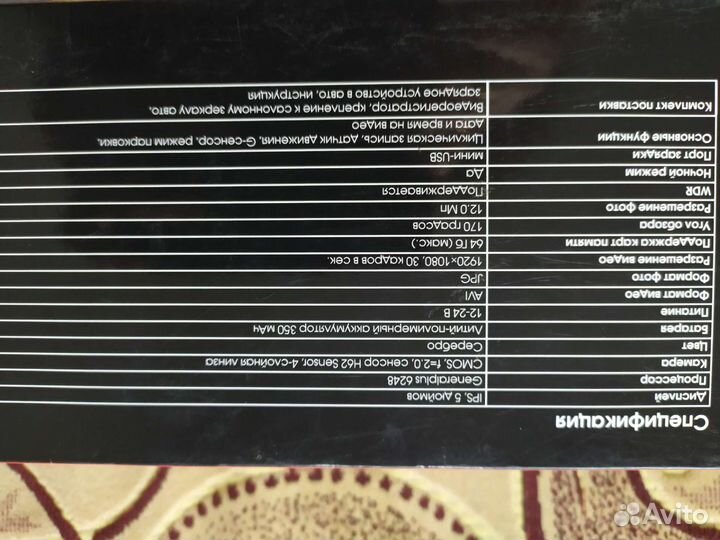 Спецификация
Дисплей IPS, 5 дюймов
Процессор Generalplus 6248
Камера CMOS, f=2.0, сенсор H62 Sensor, 4-слойная линза
Цвет Серебро
Батарея Литий-полимерный аккумулятор 350 мАч
Питание 12-24 В
Формат видео AVI
Формат фото JPG
Разрешение видео 1920×1080, 30 кадров в сек.
Поддержка карт памяти 64 Гб (макс.)
Угол обзора 170 градусов
Разрешение фото 12.0 Мп
WDR Поддерживается
Ночной режим Да
Порт зарядки мини-USB
Основные функции Циклическая запись, датчик движения, G-сенсор, режим парковки,
дата и время на видео
Комплект поставки Видеорегистратор, крепление к салонному зеркалу авто,
зарядное устройство в авто, инструкция
Avito